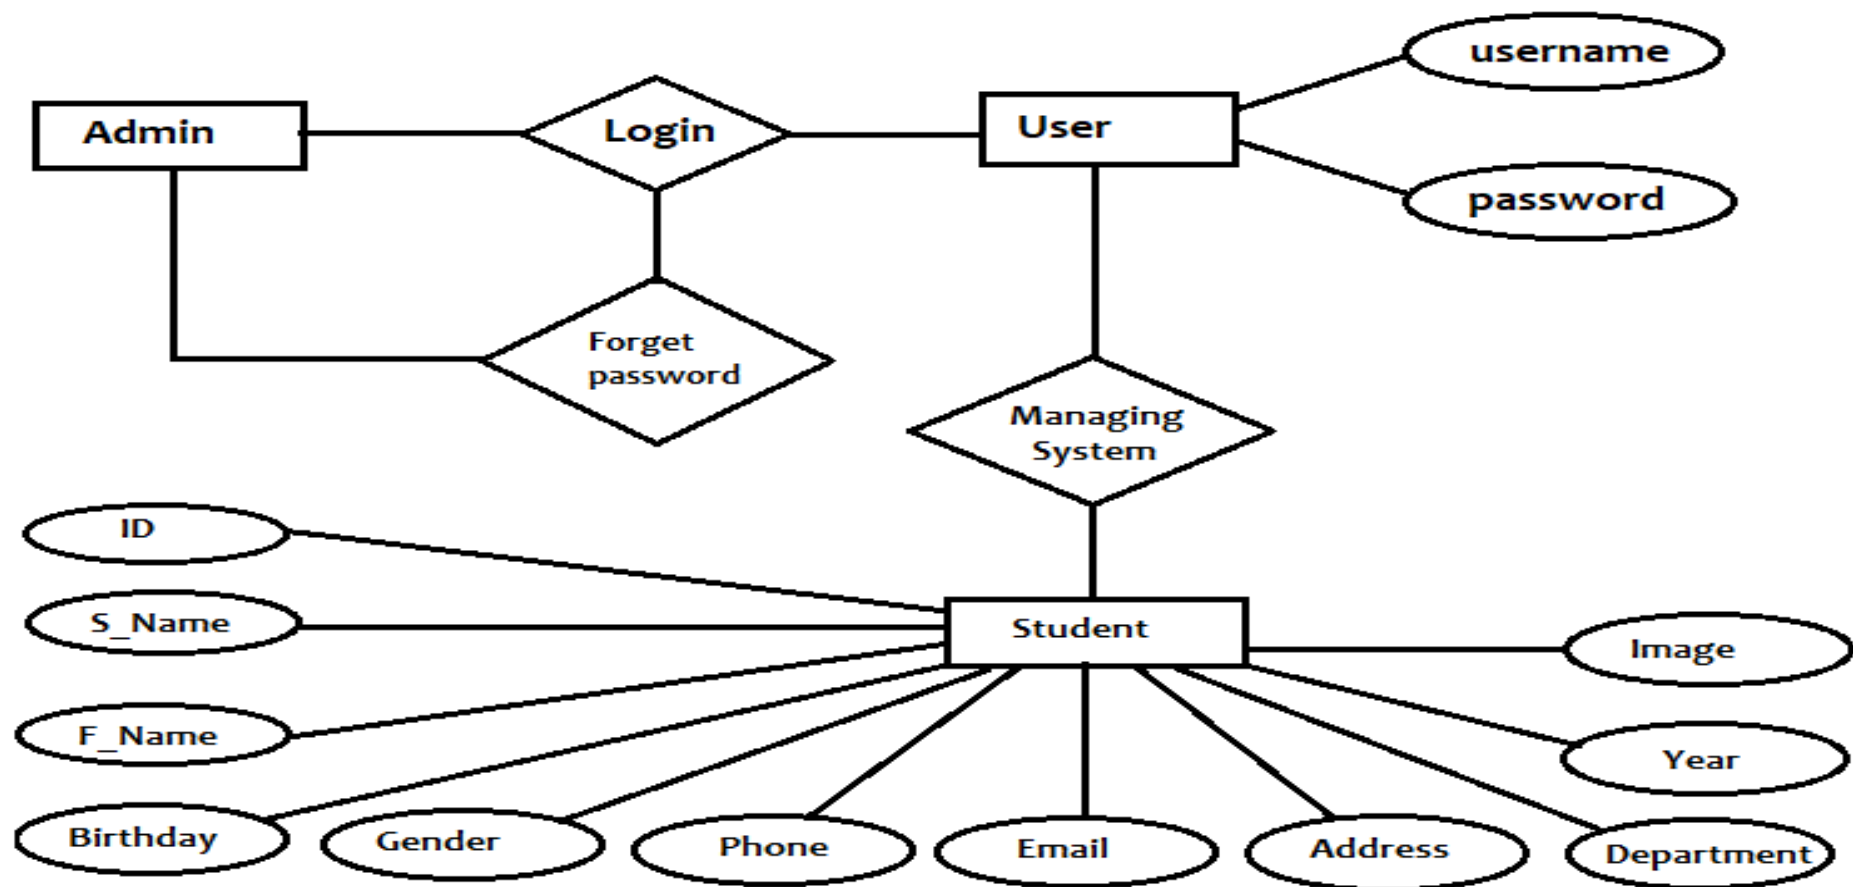 username
Admin
Login
User
password
Forget
password
Managing
System
ID
S_Name
Student
Image
F_Name
Year
Birthday
Gender
Phone
Email
Address
Department